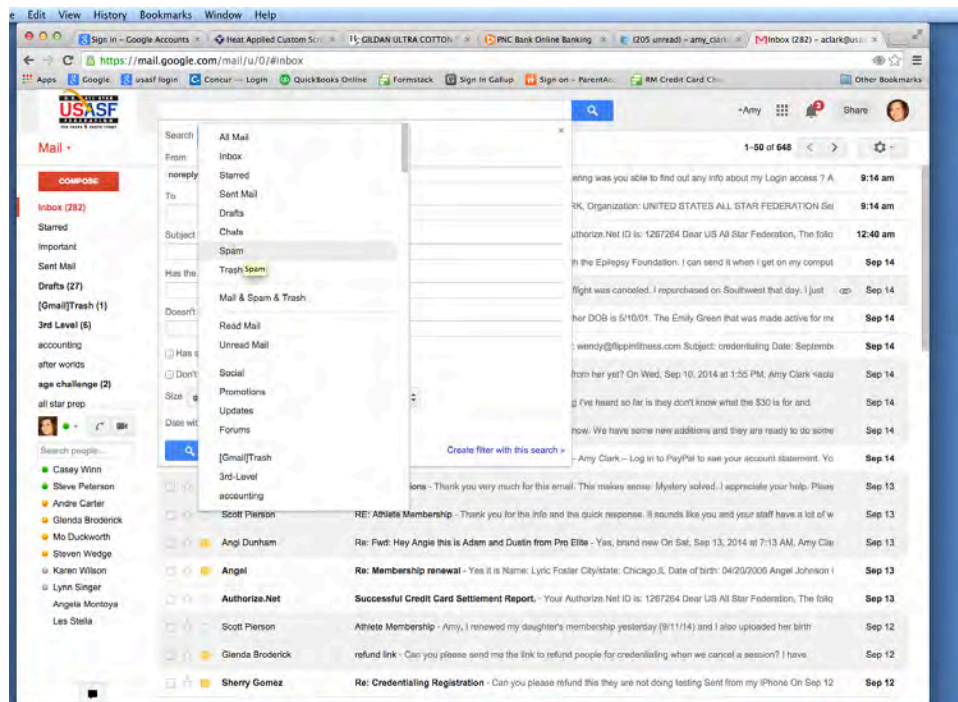 e Edit View History Bookmarks Window Help
Sign in – Google Accounts × Heat Applied Custom Scr × GILDAN ULTRA COTTON × PNC Bank Online Banking × (205 unread) – amy_clark × Inbox (282) – aclark@usa ×
https://mail.google.com/mail/u/0/#inbox
Apps Google usasf login Concur — Login QuickBooks Online Formstack Sign In Gallup Sign on – ParentAc RM Credit Card C Other Bookmarks
U.S. ALL STAR
USASF
FEDERATION
+Amy Share
Mail
1–50 of 648
COMPOSE
Inbox (282)
Starred
Important
Sent Mail
Drafts (27)
[Gmail]Trash (1)
3rd Level (6)
accounting
after worlds
age challenge (2)
all star prep
Search people...
Casey Winn
Steve Peterson
Andre Carter
Glenda Broderick
Mo Duckworth
Steven Wedge
Karen Wilson
Lynn Singer
Angela Montoya
Les Stella
Search
From
noreply
To
Subject
Has the
Doesn't
Has a
Don't
Size
Date wit
All Mail
Inbox
Starred
Sent Mail
Drafts
Chats
Spam
Trash Spam
Mail & Spam & Trash
Read Mail
Unread Mail
Social
Promotions
Updates
Forums
[Gmail]Trash
3rd-Level
accounting
×
Create filter with this search »
ering was you able to find out any info about my Login access ? A 9:14 am
RK, Organization: UNITED STATES ALL STAR FEDERATION Sel 9:14 am
uthorize.Net ID is: 1267264 Dear US All Star Federation, The follo 12:40 am
h the Epilepsy Foundation. I can send it when I get on my comput Sep 14
flight was canceled. I repurchased on Southwest that day. I just Sep 14
her DOB is 5/10/01. The Emily Green that was made active for me Sep 14
: wendy@flippinfitness.com Subject: credentialing Date: Septemb Sep 14
from her yet? On Wed, Sep 10, 2014 at 1:55 PM, Amy Clark <acla Sep 14
g I've heard so far is they don't know what the $30 is for and Sep 14
now. We have some new additions and they are ready to do some Sep 14
- Amy Clark – Log in to PayPal to see your account statement. Yo Sep 14
ions - Thank you very much for this email. This makes sense. Mystery solved. I appreciate your help. Pleas Sep 13
Scott Pierson RE: Athlete Membership - Thank you for the info and the quick response. It sounds like you and your staff have a lot of w Sep 13
Angi Dunham Re: Fwd: Hey Angie this is Adam and Dustin from Pro Elite - Yes, brand new On Sat, Sep 13, 2014 at 7:13 AM, Amy Cla Sep 13
Angel Re: Membership renewal - Yes it is Name: Lyric Foster City/state: Chicago,IL Date of birth: 04/20/2006 Angel Johnson Sep 13
Authorize.Net Successful Credit Card Settlement Report. - Your Authorize.Net ID is: 1267264 Dear US All Star Federation, The follo Sep 13
Scott Pierson Athlete Membership - Amy, I renewed my daughter's membership yesterday (9/11/14) and I also uploaded her birth Sep 12
Glenda Broderick refund link - Can you please send me the link to refund people for credentialing when we cancel a session? I have Sep 12
Sherry Gomez Re: Credentialing Registration - Can you please refund this they are not doing testing Sent from my iPhone On Sep 12 Sep 12